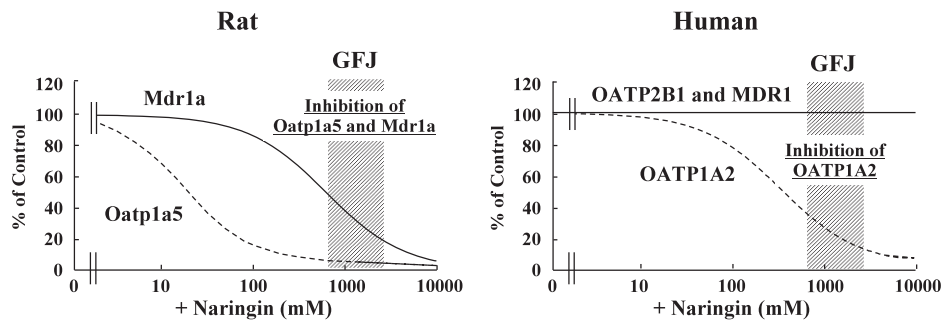 Rat
GFJ
120
100
80
60
40
20
0
% of Control
Mdr1a
Inhibition of
Oatp1a5 and Mdr1a
Oatp1a5
0
10
100
1000
10000
+ Naringin (mM)
Human
GFJ
120
100
80
60
40
20
0
% of Control
OATP2B1 and MDR1
Inhibition of
OATP1A2
OATP1A2
0
10
100
1000
10000
+ Naringin (mM)